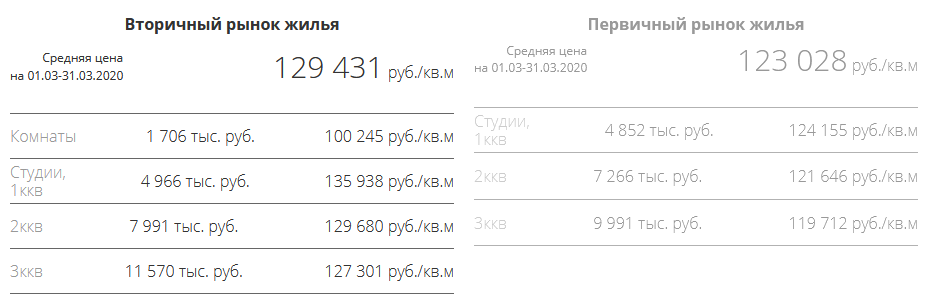 Вторичный рынок жилья
Средняя цена
на 01.03-31.03.2020
129 431 руб./кв.м
Комнаты 1 706 тыс. руб. 100 245 руб./кв.м
Студии,
1ккв 4 966 тыс. руб. 135 938 руб./кв.м
2ккв 7 991 тыс. руб. 129 680 руб./кв.м
3ккв 11 570 тыс. руб. 127 301 руб./кв.м
Первичный рынок жилья
Средняя цена
на 01.03-31.03.2020
123 028 руб./кв.м
Студии,
1ккв 4 852 тыс. руб. 124 155 руб./кв.м
2ккв 7 266 тыс. руб. 121 646 руб./кв.м
3ккв 9 991 тыс. руб. 119 712 руб./кв.м